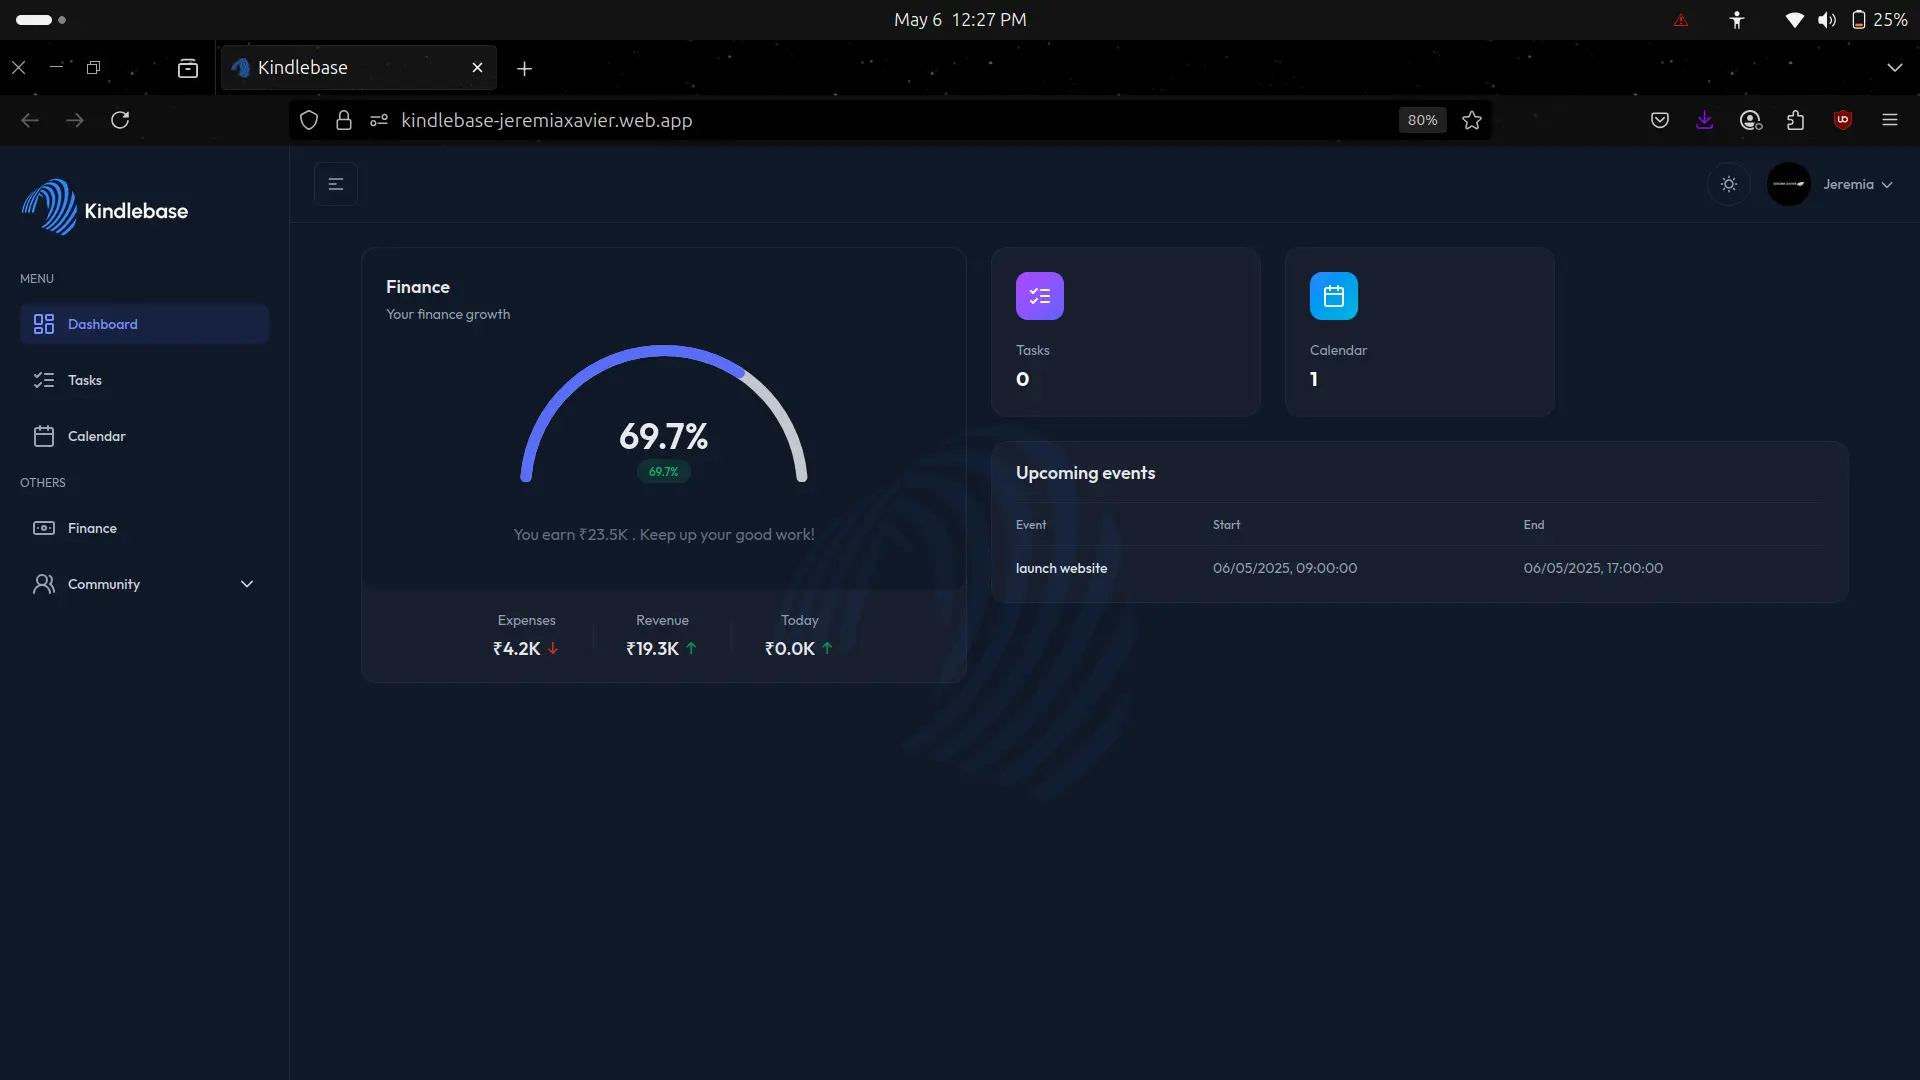 May 6 12:27 PM
25%
Kindlebase
kindlebase-jeremiaxavier.web.app
80%
Kindlebase
Jeremia
MENU
Dashboard
Tasks
Calendar
OTHERS
Finance
Community
Finance
Your finance growth
69.7%
69.7%
You earn ₹23.5K . Keep up your good work!
Expenses
₹4.2K
Revenue
₹19.3K
Today
₹0.0K
Tasks
0
Calendar
1
Upcoming events
Event Start End
launch website 06/05/2025, 09:00:00 06/05/2025, 17:00:00